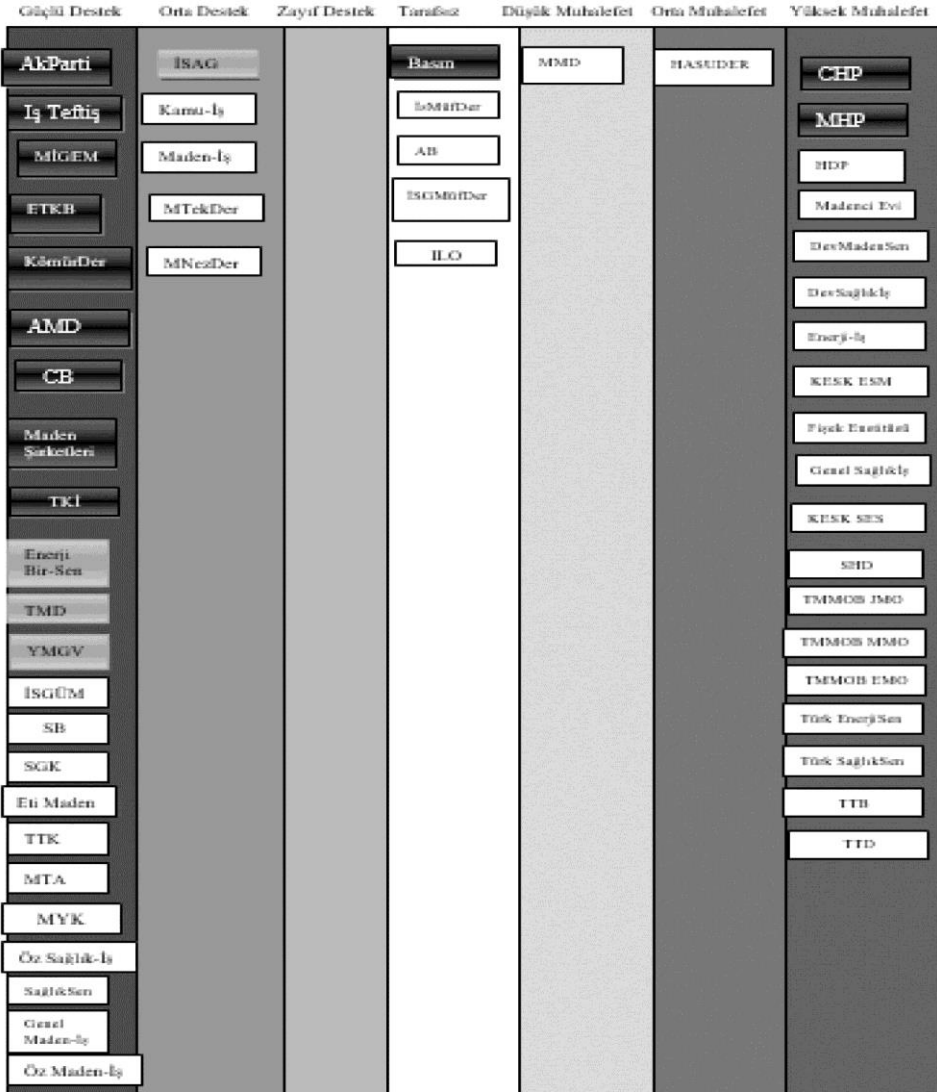 Güçlü Destek
Orta Destek
Zayıf Destek
Tarafsız
Düşük Muhalefet
Orta Muhalefet
Yüksek Muhalefet
AkParti
İş Teftiş
MİGEM
ETKB
KömürDer
AMD
CB
Maden
Şirketleri
TKİ
Enerji
Bir-Sen
TMD
YMGV
İSGÜM
SB
SGK
Eti Maden
TTK
MTA
MYK
Öz Sağlık-İş
SağlıkSen
Genel
Maden-İş
Öz Maden-İş
İSAG
Kamu-İş
Maden-İş
MTekDer
MNezDer
Basın
İsMüfDer
AB
İSGMüfDer
ILO
MMD
HASUDER
CHP
MHP
HDP
Madenci Evi
DevMadenSen
DevSağlıkİş
Enerji-İş
KESK ESM
Fişek Enstitüsü
Genel Sağlıkİş
KESK SES
SHD
TMMOB JMO
TMMOB MMO
TMMOB EMO
Türk EnerjiSen
Türk SağlıkSen
TTB
TTD